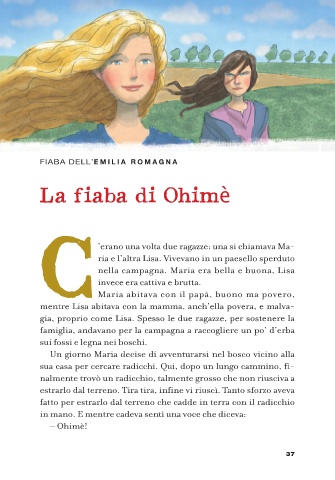 FIABA DELL'EMILIA ROMAGNA
La fiaba di Ohimè
C'erano una volta due ragazze: una si chiamava Ma-
ria e l'altra Lisa. Vivevano in un paesello sperduto
nella campagna. Maria era bella e buona, Lisa
invece era cattiva e brutta.
Maria abitava con il papà, buono ma povero,
mentre Lisa abitava con la mamma, anch'ella povera, e malva-
gia, proprio come Lisa. Spesso le due ragazze, per sostenere la
famiglia, andavano per la campagna a raccogliere un po' d'erba
sui fossi e legna nei boschi.
Un giorno Maria decise di avventurarsi nel bosco vicino alla
sua casa per cercare radicchi. Qui, dopo un lungo cammino, fi-
nalmente trovò un radicchio, talmente grosso che non riusciva a
estrarlo dal terreno. Tira tira, infine vi riuscì. Tanto sforzo aveva
fatto per estrarlo dal terreno che cadde in terra con il radicchio
in mano. E mentre cadeva sentì una voce che diceva:
– Ohimè!
37